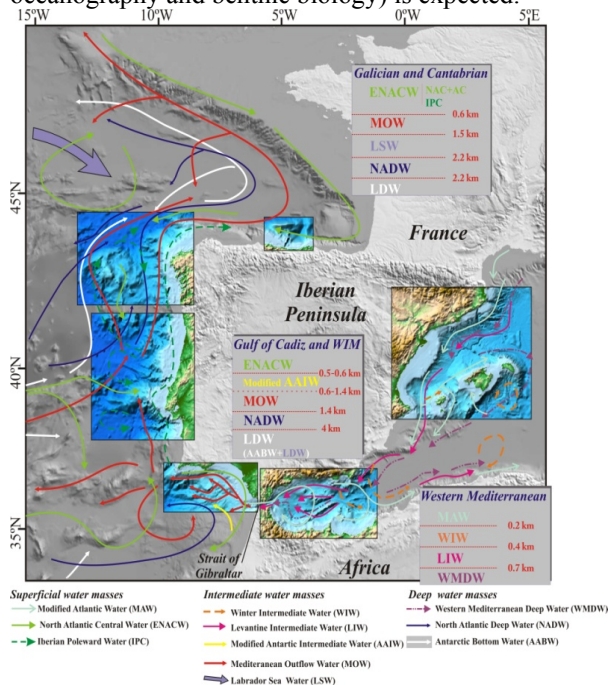 oceanography and bentific biology) is expected.
15°W 10°W 5°W 0°W 5°E
Galician and Cantabrian
ENACW NAC+AC
IPC
0.6 km
MOW
1.5 km
LSW
2.2 km
NADW
2.2 km
LDW
45°N
France
Iberian
Peninsula
Gulf of Cadiz and WIM
ENACW
0.5-0.6 km
Modified AAIW
0.6-1.4 km
MOW
1.4 km
NADW
4 km
LDW
(AABW+LDW)
40°N
Western Mediterranean
MAW
0.2 km
WIW
0.4 km
LIW
0.7 km
WMDW
35°N
Strait of
Gibraltar
Africa
Superficial water masses
Modified Atlantic Water (MAW)
North Atlantic Central Water (ENACW)
Iberian Poleward Water (IPC)
Intermediate water masses
Winter Intermediate Water (WIW)
Levantine Intermediate Water (LIW)
Modified Antartic Intermediate Water (AAIW)
Mediteranean Outflow Water (MOW)
Labrador Sea Water (LSW)
Deep water masses
Western Mediterranean Deep Water (WMDW)
North Atlantic Deep Water (NADW)
Antarctic Bottom Water (AABW)